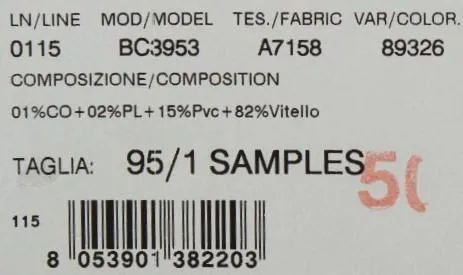 LN/LINE MOD/MODEL TES./FABRIC VAR/COLOR.
0115 BC3953 A7158 89326
COMPOSIZIONE/COMPOSITION
01%CO+02%PL+15%Pvc+82%Vitello
TAGLIA: 95/1 SAMPLES
115
8 053901 382203